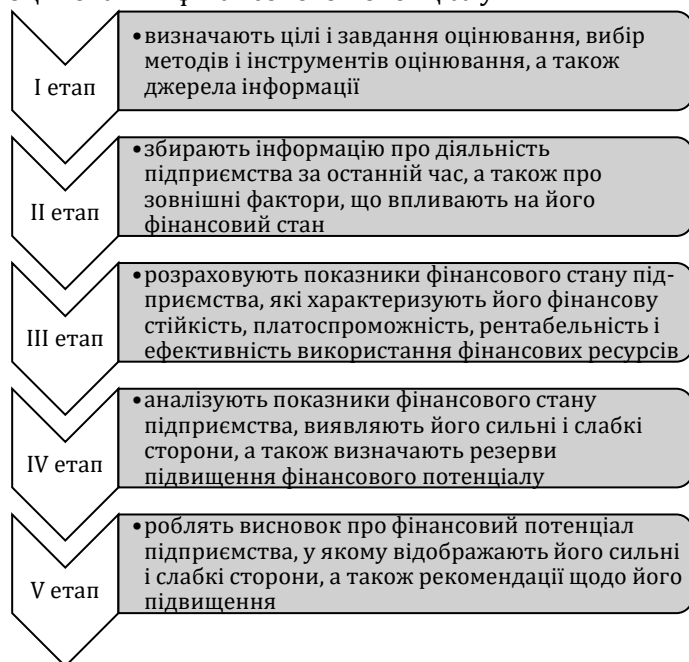 I етап
•визначають цілі і завдання оцінювання, вибір
методів і інструментів оцінювання, а також
джерела інформації
II етап
•збирають інформацію про діяльність
підприємства за останній час, а також про
зовнішні фактори, що впливають на його
фінансовий стан
III етап
•розраховують показники фінансового стану під-
приємства, які характеризують його фінансову
стійкість, платоспроможність, рентабельність і
ефективність використання фінансових ресурсів
IV етап
•аналізують показники фінансового стану
підприємства, виявляють його сильні і слабкі
сторони, а також визначають резерви
підвищення фінансового потенціалу
V етап
•роблять висновок про фінансовий потенціал
підприємства, у якому відображають його сильні
і слабкі сторони, а також рекомендації щодо його
підвищення